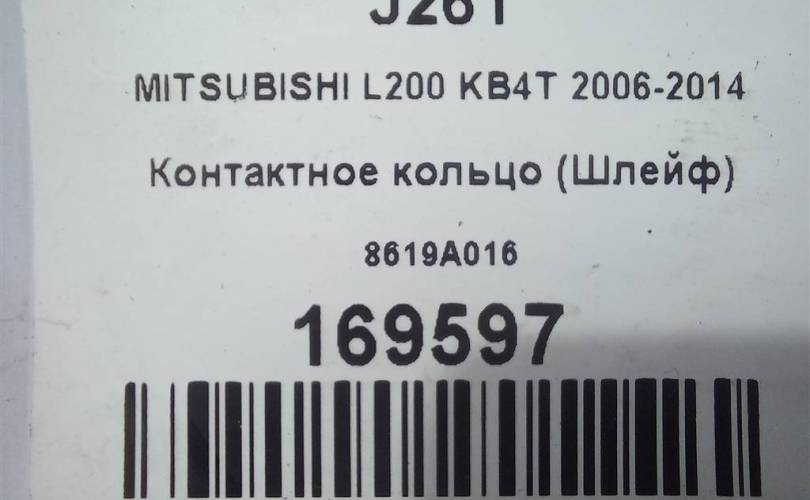 J261
MITSUBISHI L200 KB4T 2006-2014
Контактное кольцо (Шлейф)
8619A016
169597